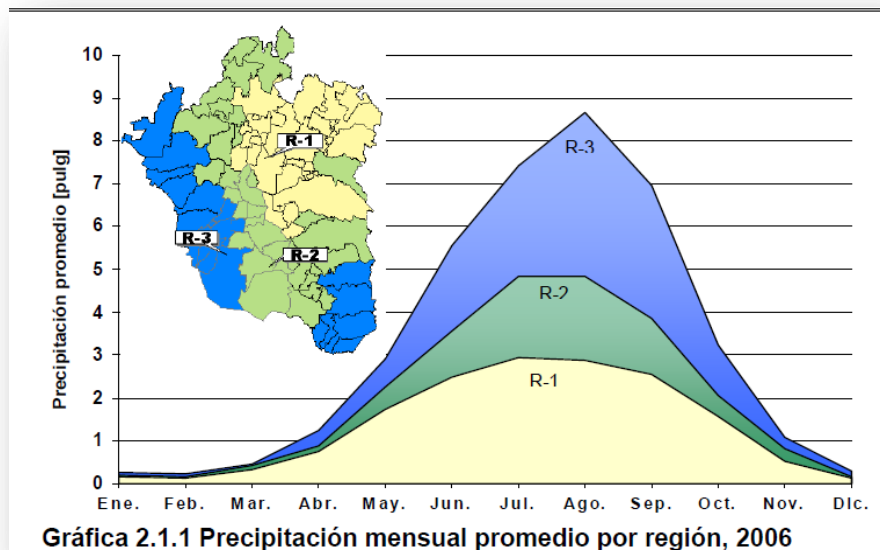 Precipitación promedio [pulg]
10
9
8
7
6
5
4
3
2
1
0
R-1
R-3
R-2
R-3
R-2
R-1
Ene. Feb. Mar. Abr. May. Jun. Jul. Ago. Sep. Oct. Nov. Dic.
Gráfica 2.1.1 Precipitación mensual promedio por región, 2006